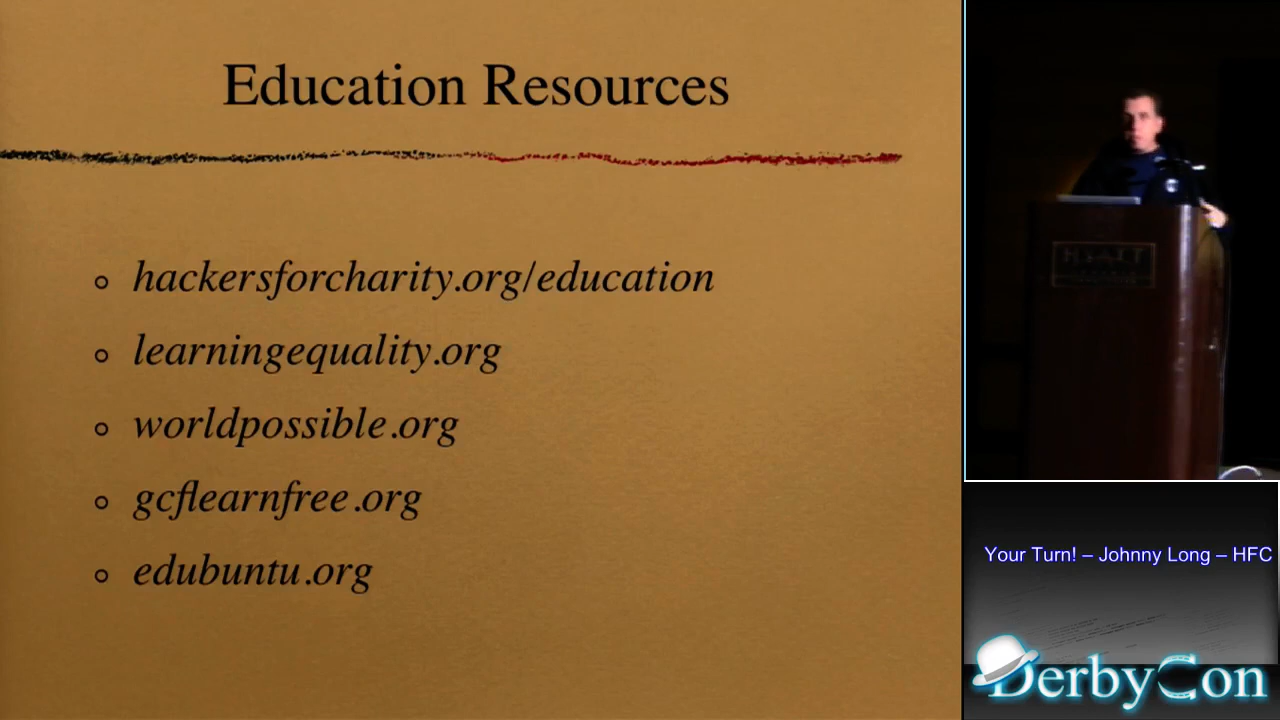 Education Resources
hackersforcharity.org/education
learningequality.org
worldpossible.org
gcflearnfree.org
edubuntu.org
HYATT
Your Turn! – Johnny Long – HFC
DerbyCon